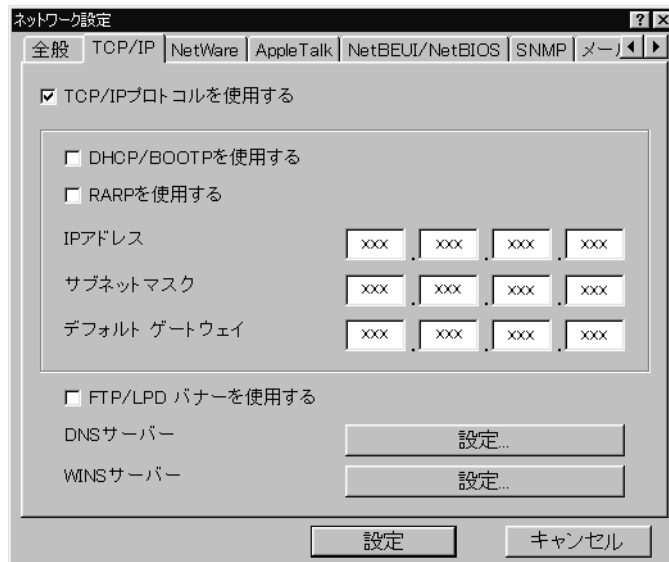 ネットワーク設定
全般 TCP/IP NetWare AppleTalk NetBEUI/NetBIOS SNMP メール
TCP/IPプロトコルを使用する
DHCP/BOOTPを使用する
RARPを使用する
IPアドレス xxx . xxx . xxx . xxx
サブネットマスク xxx . xxx . xxx . xxx
デフォルト ゲートウェイ xxx . xxx . xxx . xxx
FTP/LPD バナーを使用する
DNSサーバー 設定...
WINSサーバー 設定...
設定 キャンセル